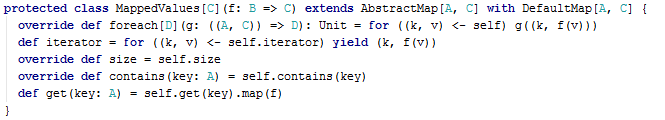 protected class MappedValues[C](f: B => C) extends AbstractMap[A, C] with DefaultMap[A, C] {
  override def foreach[D](g: ((A, C)) => D): Unit = for ((k, v) <- self) g((k, f(v)))
  def iterator = for ((k, v) <- self.iterator) yield (k, f(v))
  override def size = self.size
  override def contains(key: A) = self.contains(key)
  def get(key: A) = self.get(key).map(f)
}